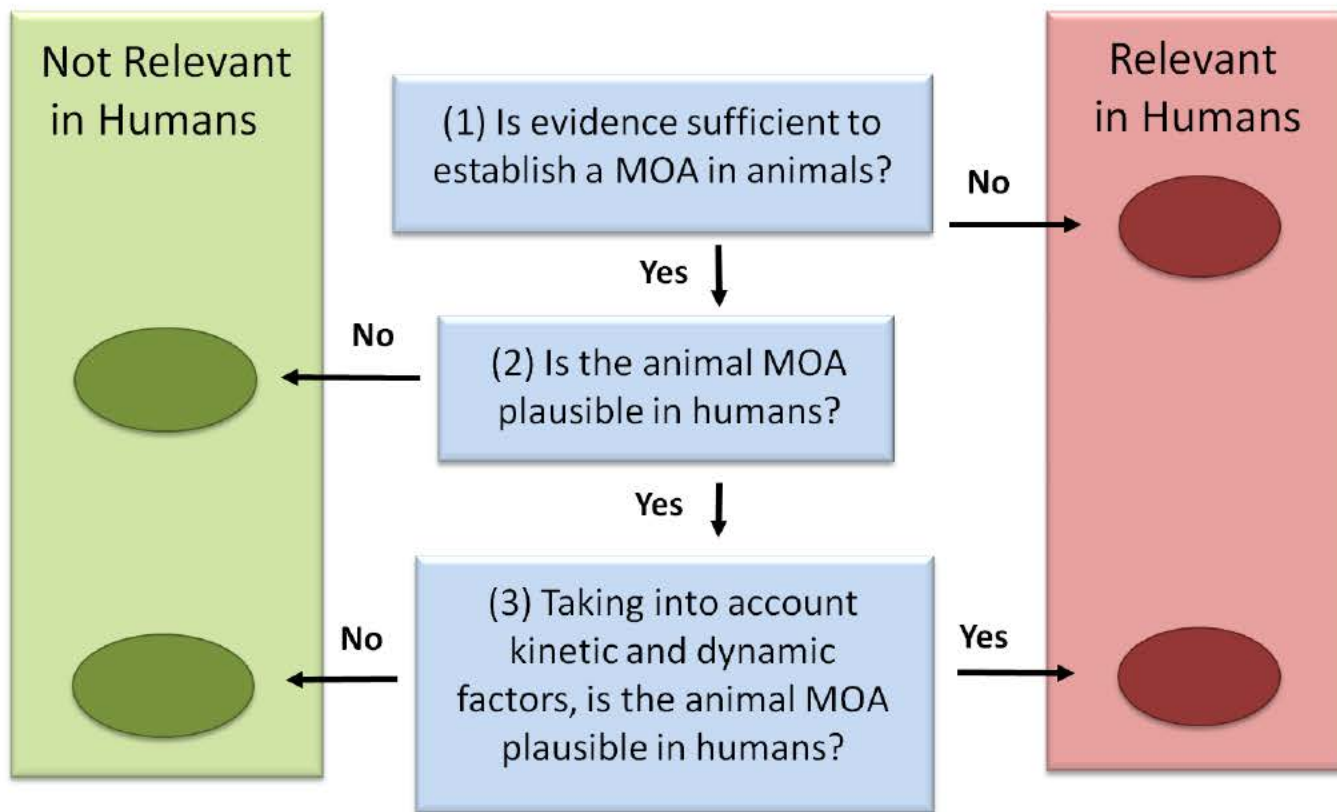 Not Relevant
in Humans
Relevant
in Humans
(1) Is evidence sufficient to
establish a MOA in animals?
No
Yes
No
(2) Is the animal MOA
plausible in humans?
Yes
No
(3) Taking into account
kinetic and dynamic
factors, is the animal MOA
plausible in humans?
Yes